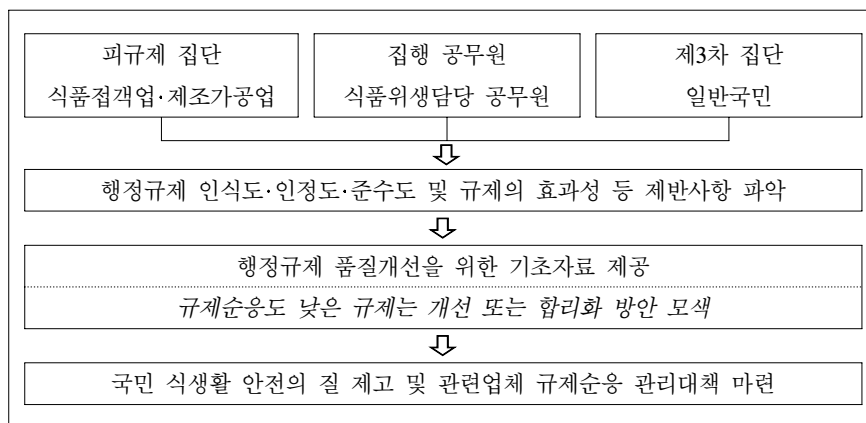 피규제 집단
식품접객업·제조가공업
집행 공무원
식품위생담당 공무원
제3차 집단
일반국민
행정규제 인식도·인정도·준수도 및 규제의 효과성 등 제반사항 파악
행정규제 품질개선을 위한 기초자료 제공
규제순응도 낮은 규제는 개선 또는 합리화 방안 모색
국민 식생활 안전의 질 제고 및 관련업체 규제순응 관리대책 마련